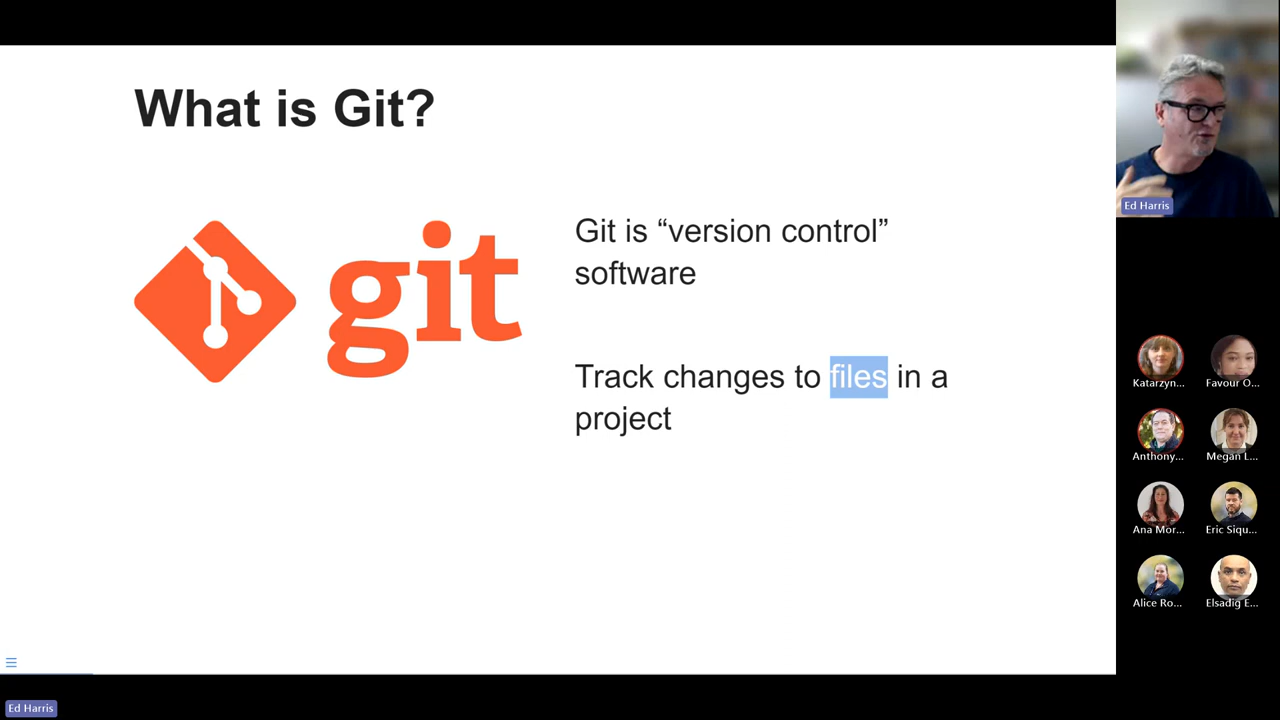 What is Git?
git
Git is “version control”
software
Track changes to files in a
project
Ed Harris
Katarzyn...
Favour O...
Anthony...
Megan L...
Ana Mor...
Eric Siqu...
Alice Ro...
Elsadig E...
Ed Harris